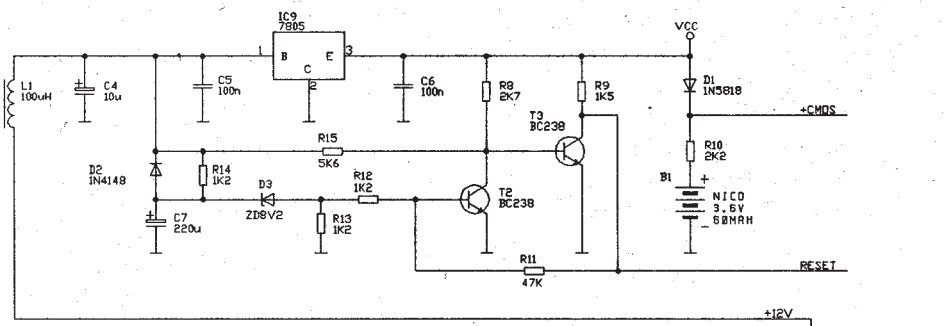 IC9
7805
VCC
1
B
E
3
C
2
L1
100uH
+
C4
10u
C5
100n
C6
100n
R8
2K7
R9
1K5
D1
1N5818
+CMOS
T3
BC238
R15
5K6
R10
2K2
D2
1N4148
R14
1K2
D3
ZD8V2
R12
1K2
T2
BC238
B1
+
NICD
3.6V
60MAH
-
+
C7
220u
R13
1K2
R11
47K
RESET
+12V